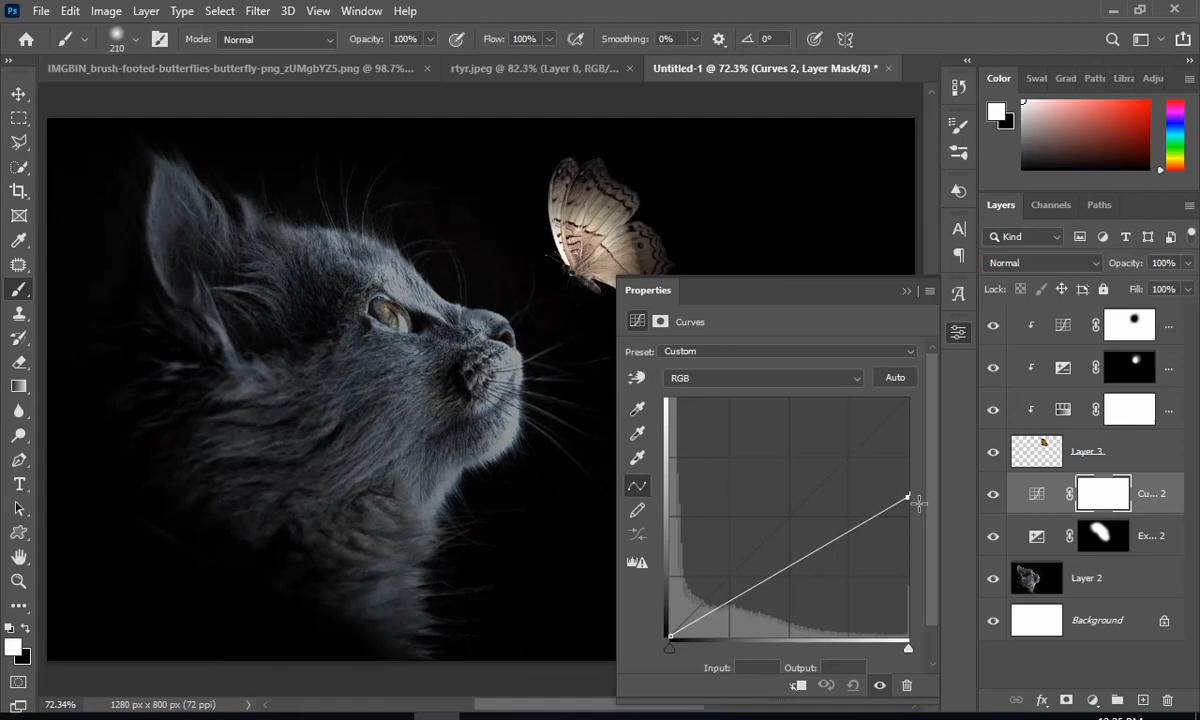 Ps File Edit Image Layer Type Select Filter 3D View Window Help
210 Mode: Normal Opacity: 100% Flow: 100% Smoothing: 0% 0°
IMGBIN_brush-footed-butterflies-butterfly-png_zUMgbYZ5.png @ 98.7%... × rtyr.jpeg @ 82.3% (Layer 0, RGB/... × Untitled-1 @ 72.3% (Curves 2, Layer Mask/8) * ×
Color Swat Grad Patte Libra Adju
Layers Channels Paths
Kind
Normal Opacity: 100%
Lock: Fill: 100%
...
...
...
Layer 3
Cu... 2
Ex... 2
Layer 2
Background
Properties
Curves
Preset: Custom
RGB Auto
Input: Output:
72.34% 1280 px x 800 px (72 ppi)